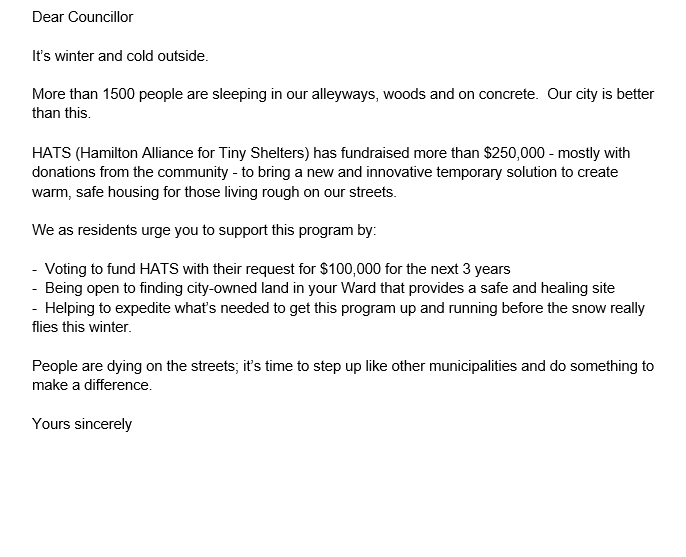 Dear Councillor
It's winter and cold outside.
More than 1500 people are sleeping in our alleyways, woods and on concrete.  Our city is better
than this.
HATS (Hamilton Alliance for Tiny Shelters) has fundraised more than $250,000 - mostly with
donations from the community - to bring a new and innovative temporary solution to create
warm, safe housing for those living rough on our streets.
We as residents urge you to support this program by:
-  Voting to fund HATS with their request for $100,000 for the next 3 years
-  Being open to finding city-owned land in your Ward that provides a safe and healing site
-  Helping to expedite what's needed to get this program up and running before the snow really
flies this winter.
People are dying on the streets; it's time to step up like other municipalities and do something to
make a difference.
Yours sincerely